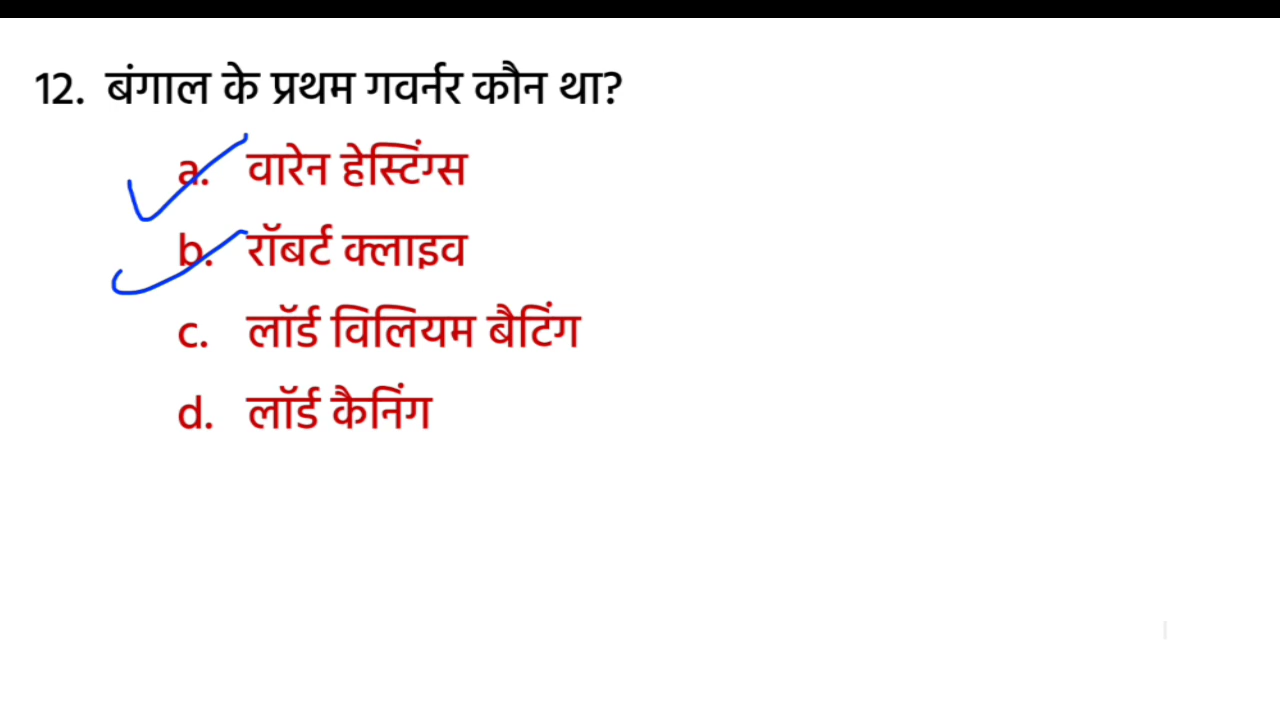 12. बंगाल के प्रथम गवर्नर कौन था?
a. वारेन हेस्टिंग्स
b. रॉबर्ट क्लाइव
c. लॉर्ड विलियम बैटिंग
d. लॉर्ड कैनिंग